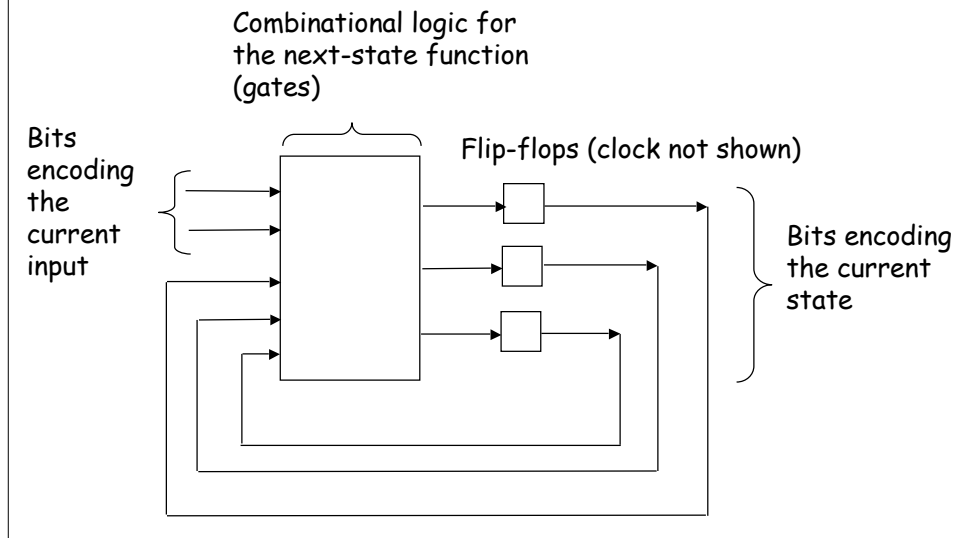 Combinational logic for
the next-state function
(gates)
Bits
encoding
the
current
input
Flip-flops (clock not shown)
Bits encoding
the current
state